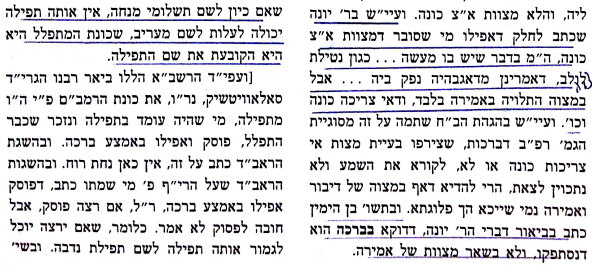 ליה, והלא מצוות א"צ כונה. ועיי"ש בר' יונה
שכתב לחלק דאפילו מי שסובר דמצוות א"צ
כונה, ה"מ בדבר שיש בו מעשה ... כגון נטילת
לולב, דאמרינן מדאגבהיה נפק ביה ... אבל
במצוה התלויה באמירה בלבד, ודאי צריכה כונה
וכו'. ועיי"ש בהגהת הב"ח שתמה על זה מסוגיית
הגמ' רפ"ב דברכות, שצירפו בעיית מצות אי
צריכות כונה או לא, לקורא את השמע ולא
נתכוין לצאת, הרי להדיא דאף במצוה של דיבור
ואמירה נמי שייכא הך פלוגתא. ובתשו' בן הימין
כתב בביאור דברי הר' יונה, דדוקא בברכה הוא
דנסתפקו, ולא בשאר מצוות של אמירה.
שאם כיון לשם תשלומי מנחה, אין אותה תפילה
יכולה לעלות לשם מעריב, שכונת המתפלל היא
היא הקובעת את שם התפילה.
[ועפי"ד הרשב"א הללו ביאר רבנו הגרי"ד
סאלאוויטשיק, נר"ו, את כונת הרמב"ם פ"י ה"ו
מתפילה, מי שהיה עומד בתפילה ונזכר שכבר
התפלל, פוסק ואפילו באמצע ברכה. ובהשגת
הראב"ד כתב על זה, אין כאן נחת רוח. ובהשגות
הראב"ד שעל הרי"ף פ' מי שמתו כתב, דפוסק
אפילו באמצע ברכה, ר"ל, אם רצה פוסק, אבל
חובה לפסוק לא אמר. כלומר, שאם ירצה יוכל
לגמור אותה תפילה לשם תפילת נדבה. ובשי'